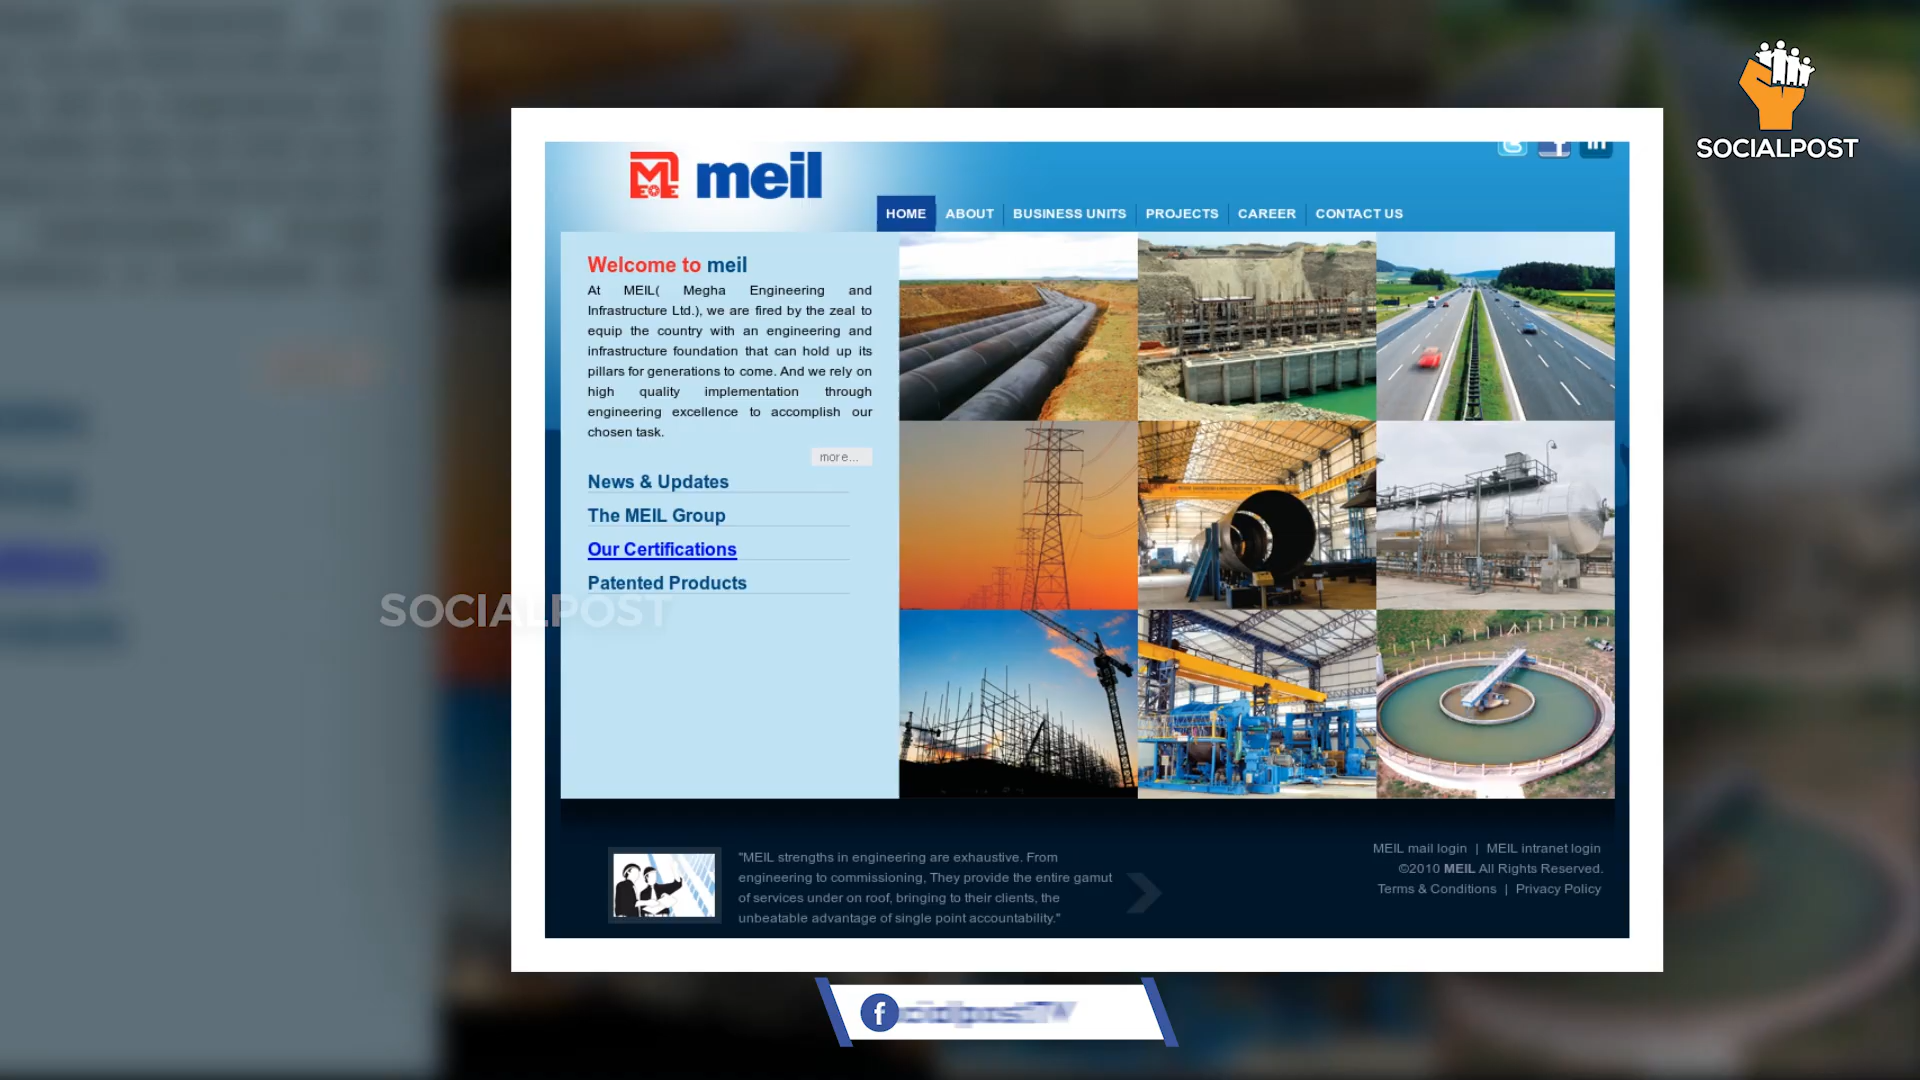 SOCIALPOST
meil
HOME ABOUT BUSINESS UNITS PROJECTS CAREER CONTACT US
Welcome to meil
At MEIL( Megha Engineering and
Infrastructure Ltd.), we are fired by the zeal to
equip the country with an engineering and
infrastructure foundation that can hold up its
pillars for generations to come. And we rely on
high quality implementation through
engineering excellence to accomplish our
chosen task.
more...
News & Updates
The MEIL Group
Our Certifications
Patented Products
SOCIALPOST
"MEIL strengths in engineering are exhaustive. From
engineering to commissioning, They provide the entire gamut
of services under on roof, bringing to their clients, the
unbeatable advantage of single point accountability."
MEIL mail login | MEIL intranet login
©2010 MEIL All Rights Reserved.
Terms & Conditions | Privacy Policy